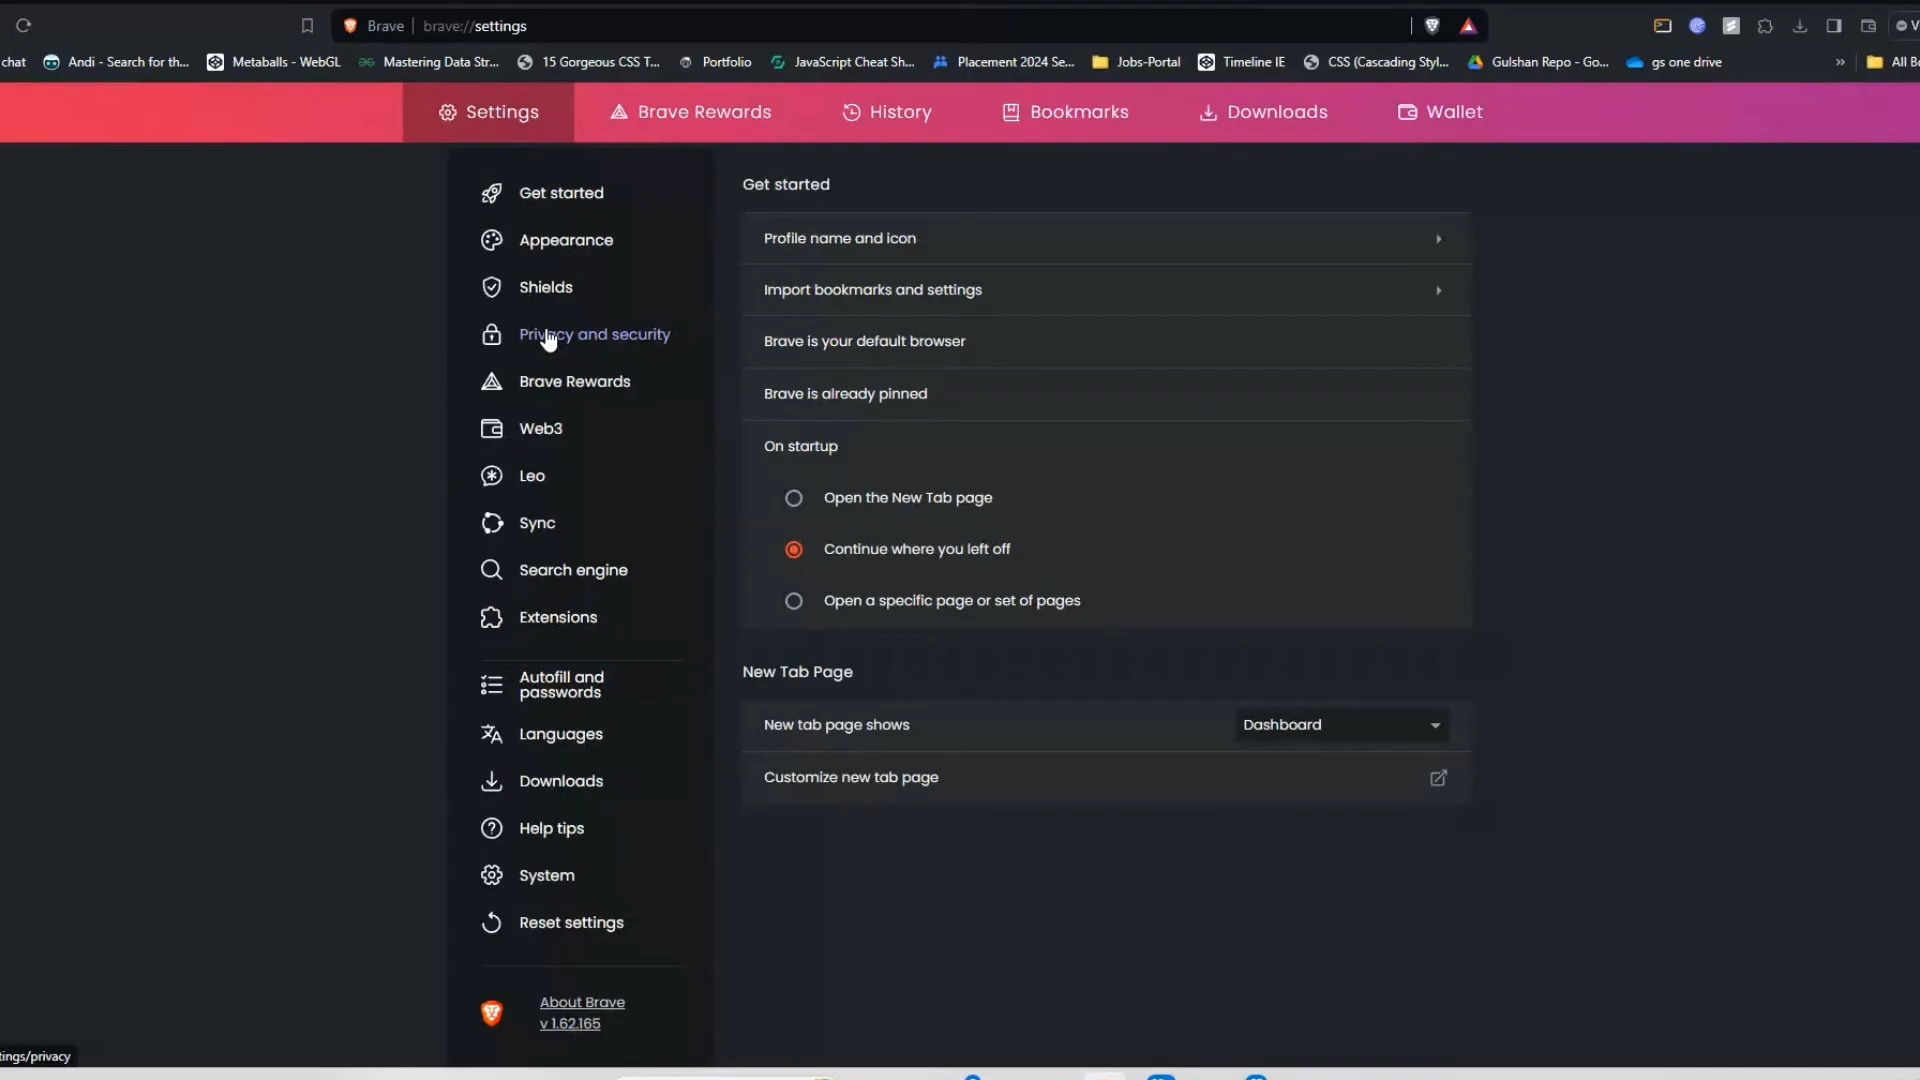 Brave | brave://settings
V
chat
Andi - Search for th...
Metaballs - WebGL
Mastering Data Str...
15 Gorgeous CSS T...
Portfolio
JavaScript Cheat Sh...
Placement 2024 Se...
Jobs-Portal
Timeline IE
CSS (Cascading Styl...
Gulshan Repo - Go...
gs one drive
»
All Bo
Settings
Brave Rewards
History
Bookmarks
Downloads
Wallet
Get started
Appearance
Shields
Privacy and security
Brave Rewards
Web3
Leo
Sync
Search engine
Extensions
Autofill and
passwords
Languages
Downloads
Help tips
System
Reset settings
About Brave
v 1.62.165
Get started
Profile name and icon
Import bookmarks and settings
Brave is your default browser
Brave is already pinned
On startup
Open the New Tab page
Continue where you left off
Open a specific page or set of pages
New Tab Page
New tab page shows
Dashboard
Customize new tab page
tings/privacy